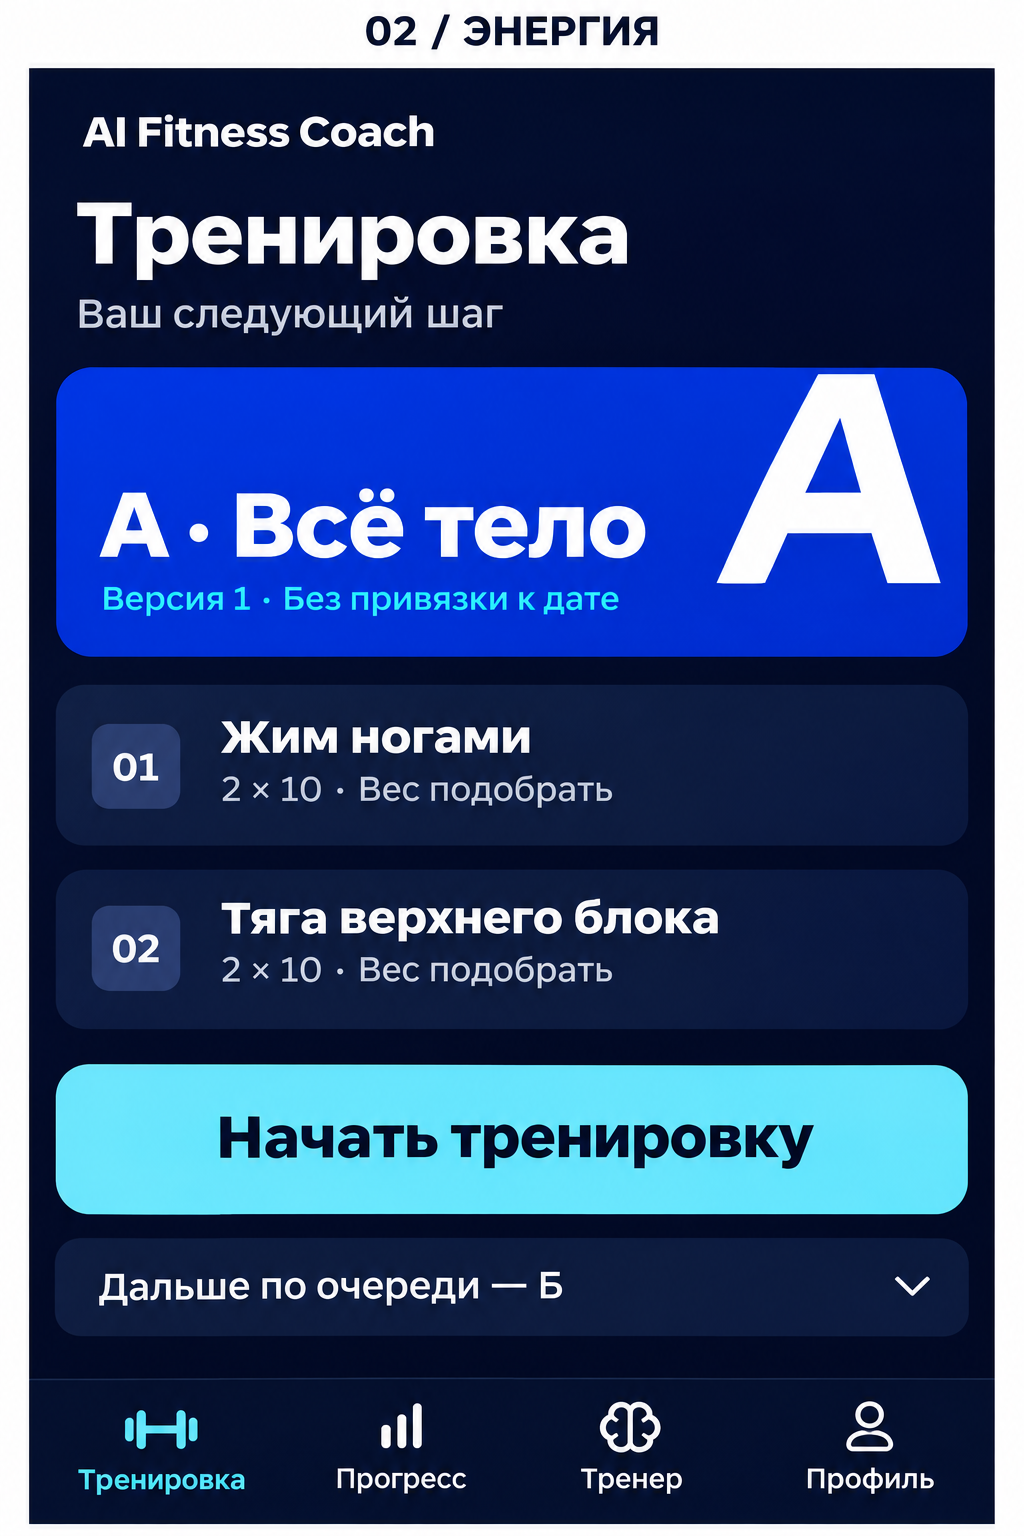 02 / ЭНЕРГИЯ
AI Fitness Coach
Тренировка
Ваш следующий шаг
А
А · Всё тело
Версия 1 · Без привязки к дате
01
Жим ногами
2 × 10 · Вес подобрать
02
Тяга верхнего блока
2 × 10 · Вес подобрать
Начать тренировку
Дальше по очереди — Б
Тренировка
Прогресс
Тренер
Профиль